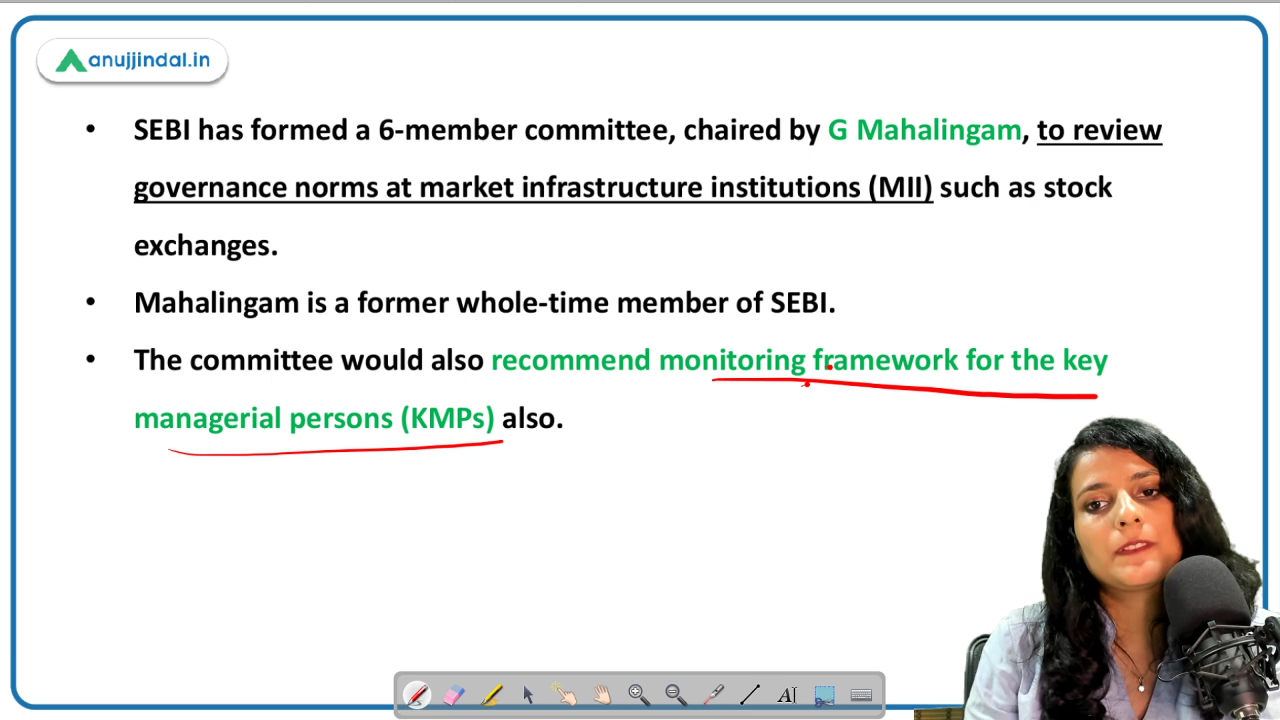 anujjindal.in
• SEBI has formed a 6-member committee, chaired by G Mahalingam, to review
governance norms at market infrastructure institutions (MII) such as stock
exchanges.
• Mahalingam is a former whole-time member of SEBI.
• The committee would also recommend monitoring framework for the key
managerial persons (KMPs) also.
A